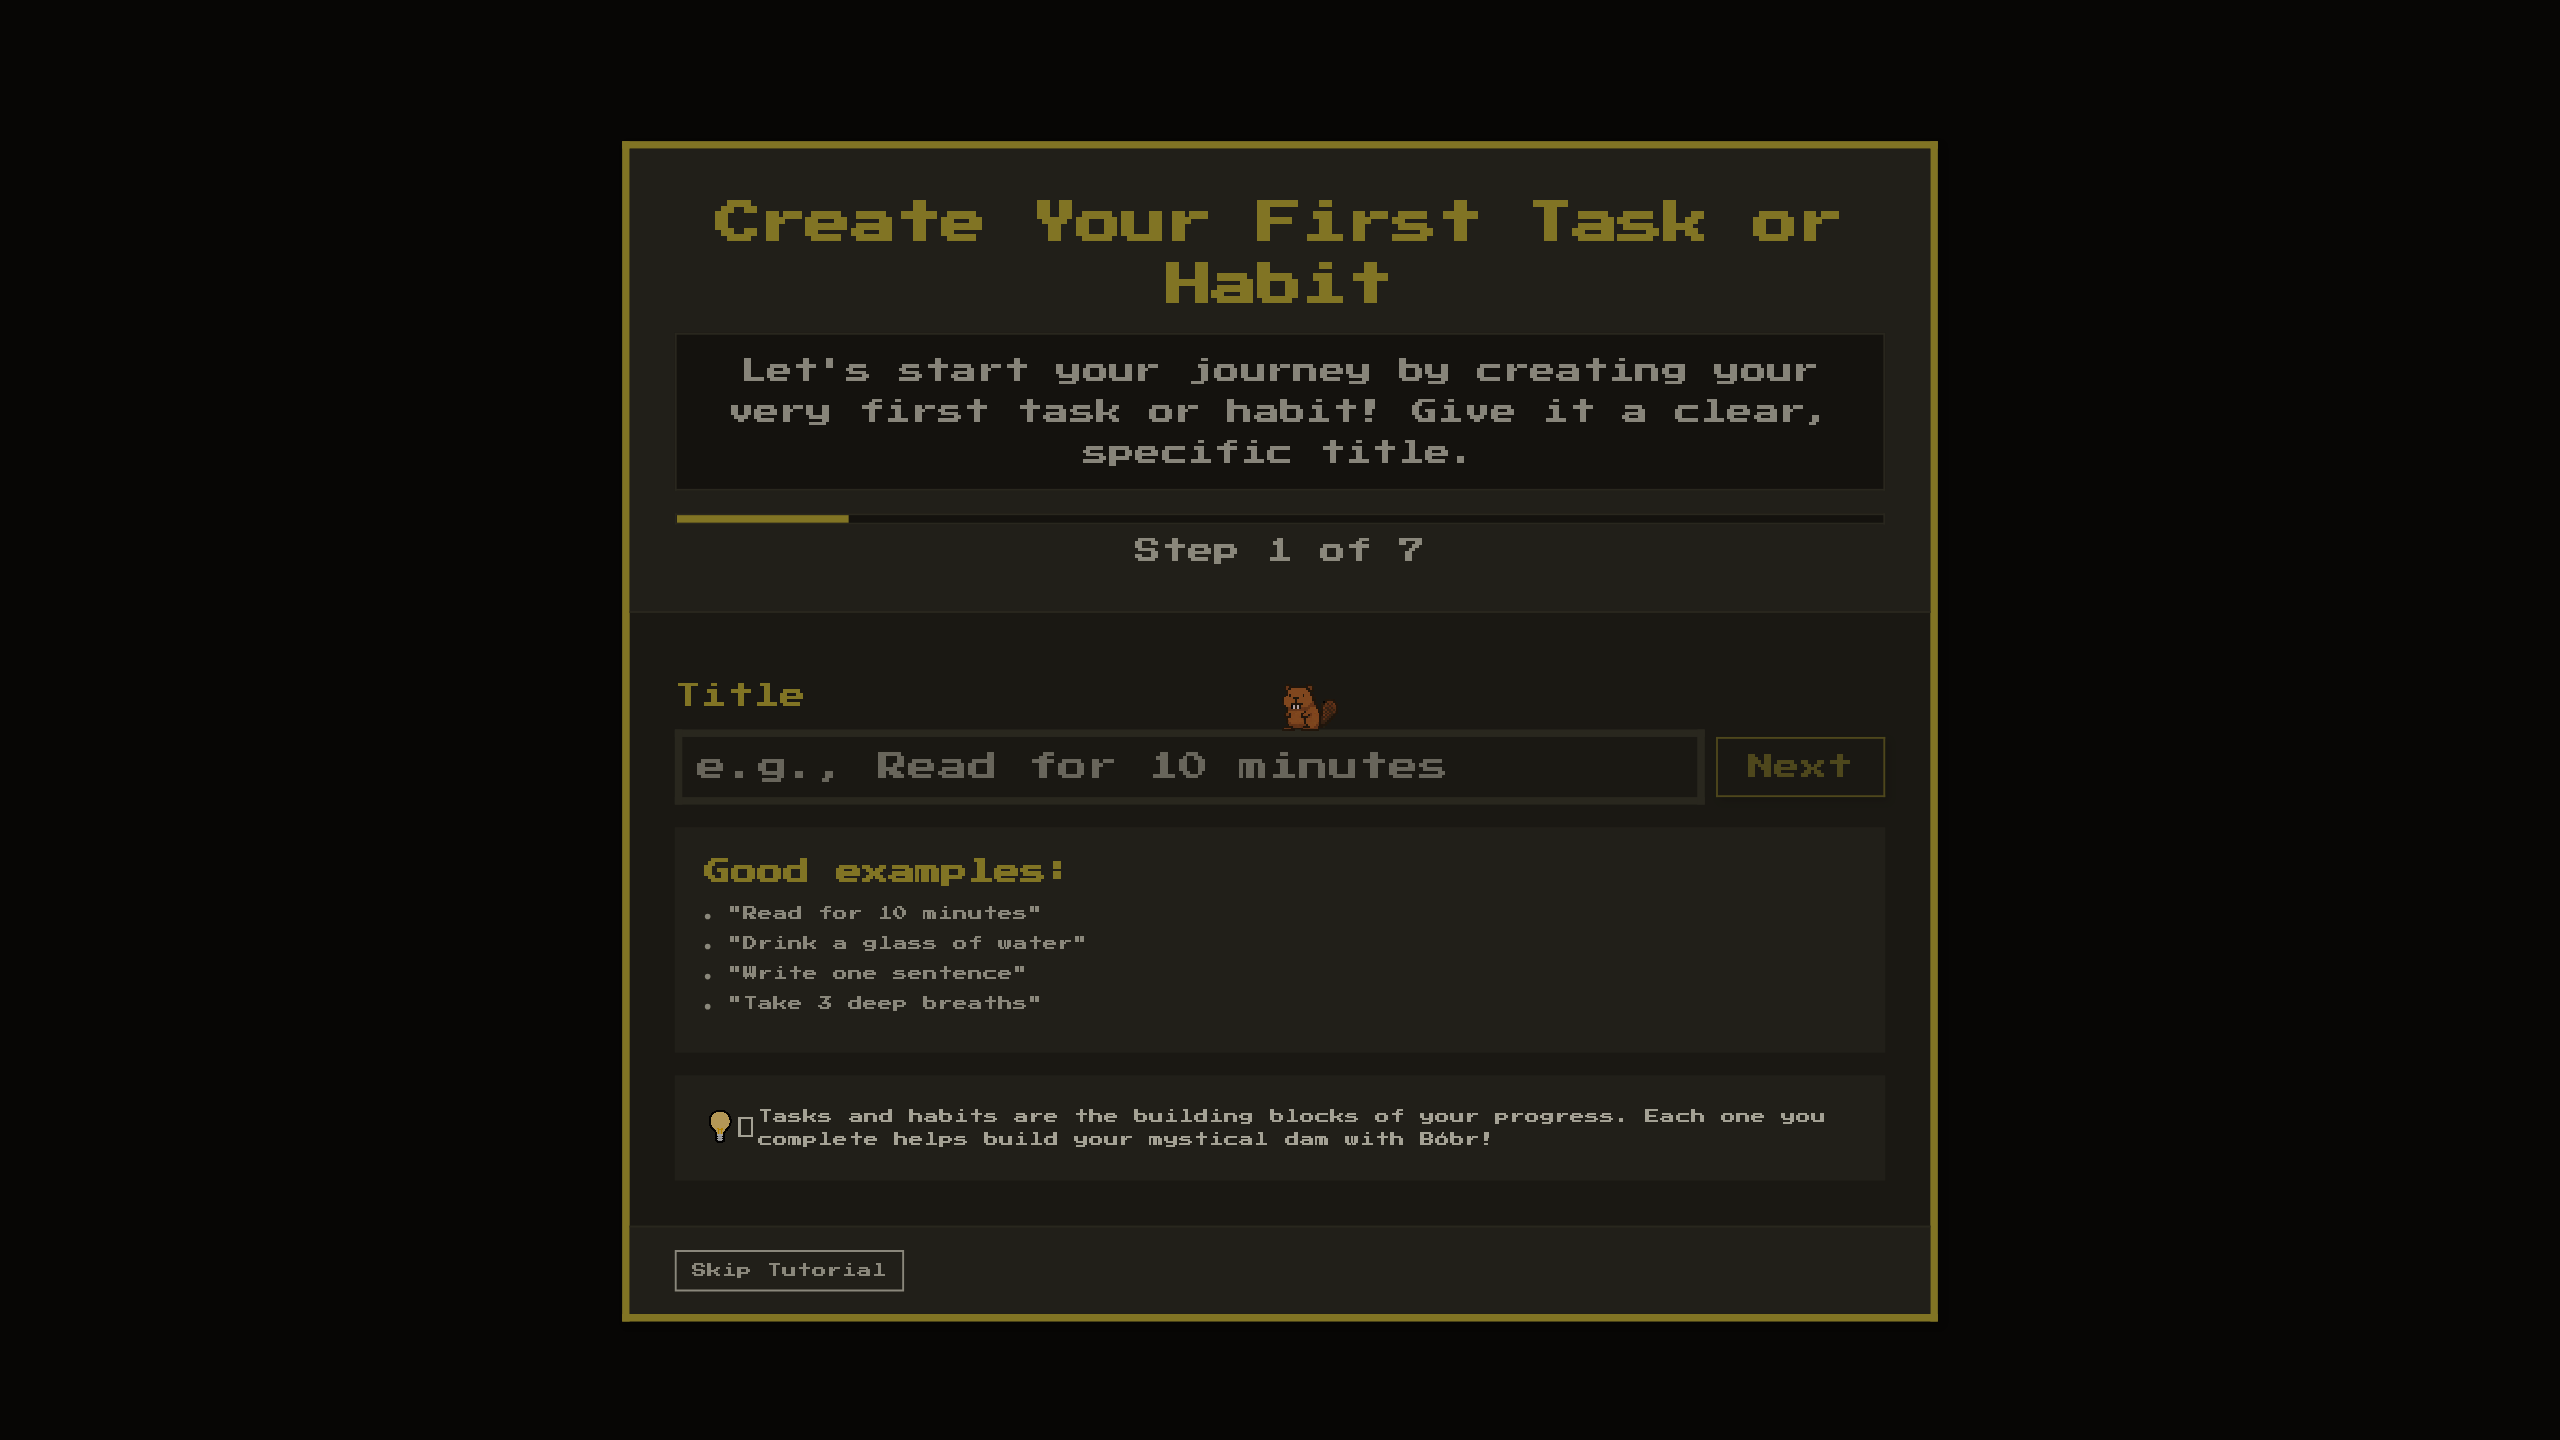 Create Your First Task or
Habit
Let's start your journey by creating your
very first task or habit! Give it a clear,
specific title.
Step 1 of 7
Title
e.g., Read for 10 minutes
Next
Good examples:
• "Read for 10 minutes"
• "Drink a glass of water"
• "Write one sentence"
• "Take 3 deep breaths"
Tasks and habits are the building blocks of your progress. Each one you
complete helps build your mystical dam with Bóbr!
Skip Tutorial